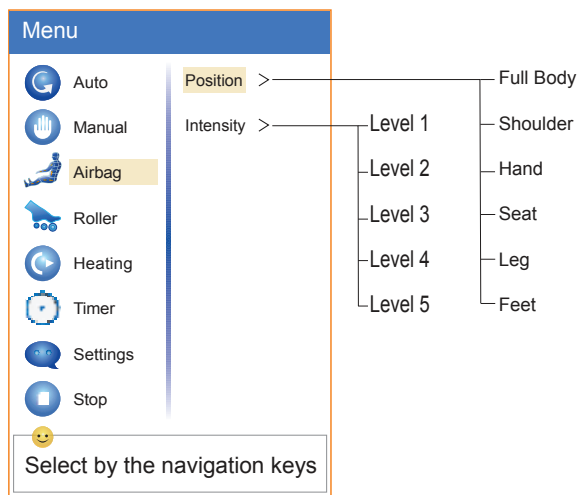 Menu
Auto
Manual
Airbag
Roller
Heating
Timer
Settings
Stop
Position >
Intensity >
Level 1
Level 2
Level 3
Level 4
Level 5
Full Body
Shoulder
Hand
Seat
Leg
Feet
Select by the navigation keys